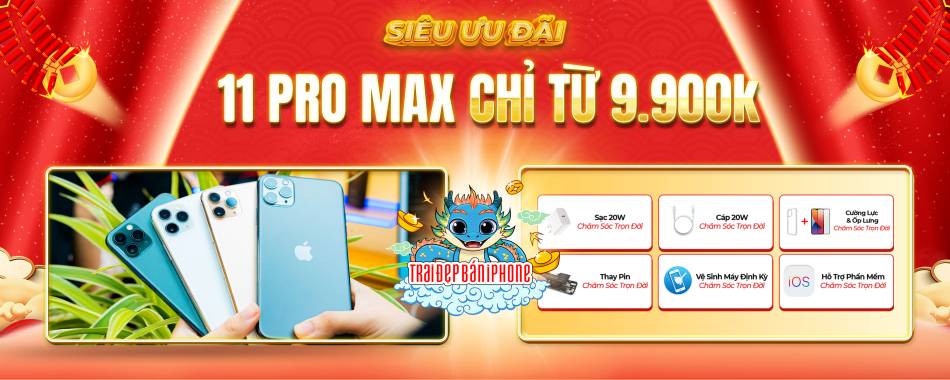 SIÊU ƯU ĐÃI
11 PRO MAX CHỈ TỪ 9.900K
TRAI ĐẸP BÁN IPHONE
Sạc 20W
Chăm Sóc Trọn Đời
Cáp 20W
Chăm Sóc Trọn Đời
Cường Lực
& Ốp Lưng
Chăm Sóc Trọn Đời
Thay Pin
Chăm Sóc Trọn Đời
Vệ Sinh Máy Định Kỳ
Chăm Sóc Trọn Đời
iOS
Hỗ Trợ Phần Mềm
Chăm Sóc Trọn Đời